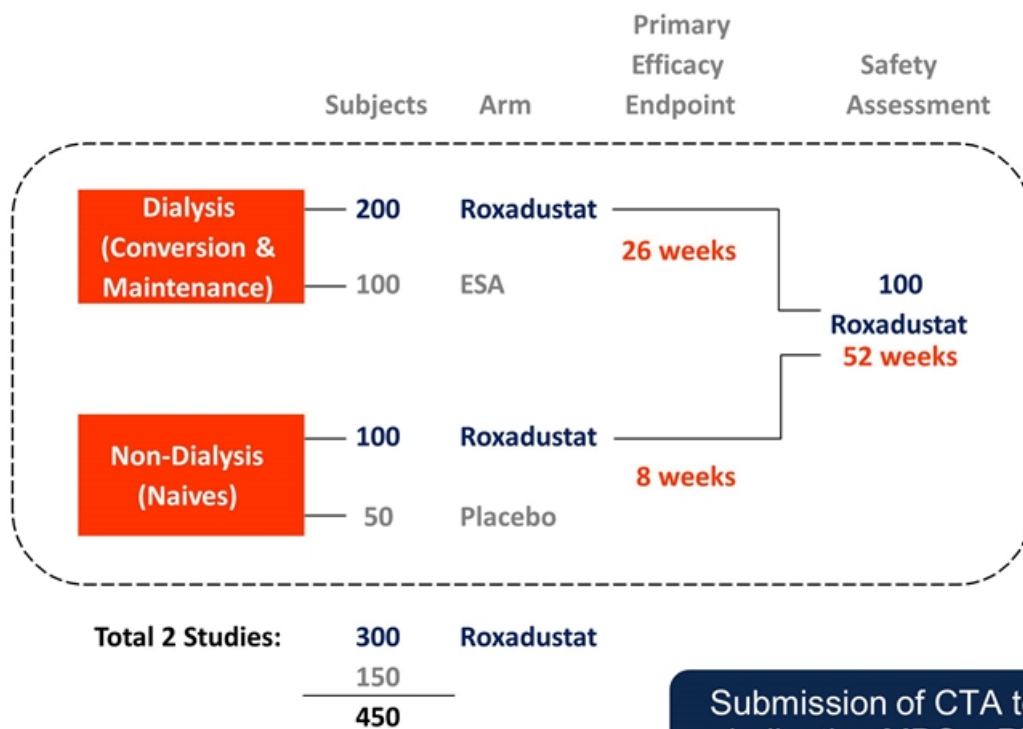 Primary
Efficacy
Endpoint
Safety
Assessment
Subjects
Arm
Dialysis
(Conversion &
Maintenance)
200 Roxadustat
26 weeks
100 ESA
100
Roxadustat
52 weeks
Non-Dialysis
(Naives)
100 Roxadustat
8 weeks
50 Placebo
Total 2 Studies: 300 Roxadustat
150
450
Submission of CTA t